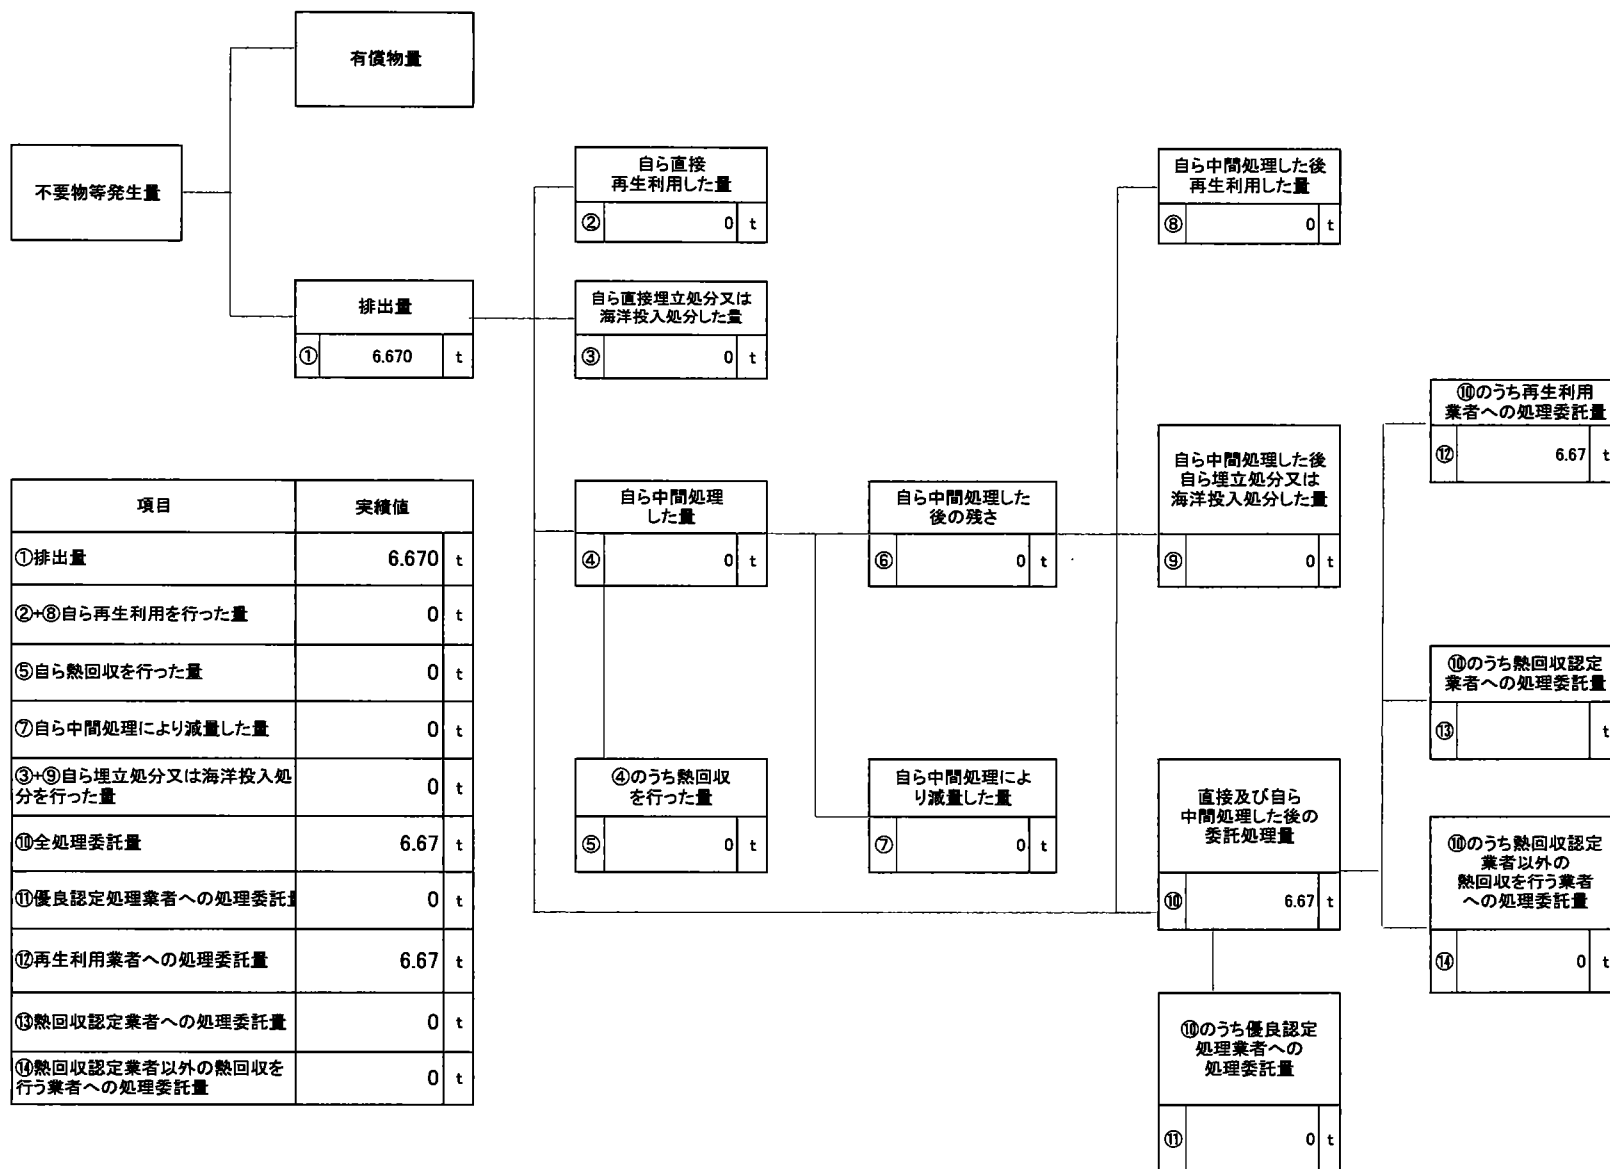 有償物量
不要物等発生量
排出量
① 6.670 t
自ら直接
再生利用した量
② 0 t
自ら直接埋立処分又は
海洋投入処分した量
③ 0 t
自ら中間処理
した量
④ 0 t
④のうち熱回収
を行った量
⑤ 0 t
自ら中間処理した
後の残さ
⑥ 0 t
自ら中間処理によ
り減量した量
⑦ 0 t
自ら中間処理した後
再生利用した量
⑧ 0 t
自ら中間処理した後
自ら埋立処分又は
海洋投入処分した量
⑨ 0 t
直接及び自ら
中間処理した後の
委託処理量
⑩ 6.67 t
⑩のうち優良認定
処理業者への
処理委託量
⑪ 0 t
⑩のうち再生利用
業者への処理委託量
⑫ 6.67 t
⑩のうち熱回収認定
業者への処理委託量
⑬ t
⑩のうち熱回収認定
業者以外の
熱回収を行う業者
への処理委託量
⑭ 0 t
項目 実績値
①排出量 6.670 t
②+⑧自ら再生利用を行った量 0 t
⑤自ら熱回収を行った量 0 t
⑦自ら中間処理により減量した量 0 t
③+⑨自ら埋立処分又は海洋投入処
分を行った量 0 t
⑩全処理委託量 6.67 t
⑪優良認定処理業者への処理委託 0 t
⑫再生利用業者への処理委託量 6.67 t
⑬熱回収認定業者への処理委託量 0 t
⑭熱回収認定業者以外の熱回収を
行う業者への処理委託量 0 t